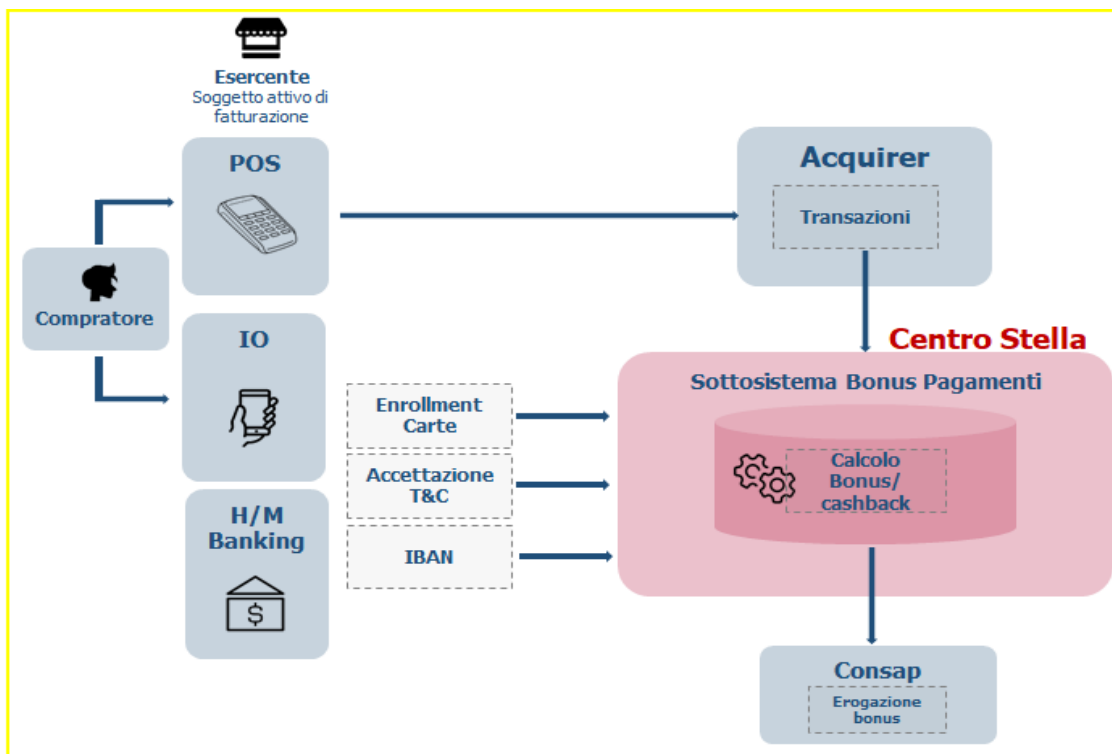 Esercente
Soggetto attivo di
fatturazione
POS
Acquirer
Transazioni
Compratore
IO
Centro Stella
Sottosistema Bonus Pagamenti
Enrollment
Carte
Accettazione
T&C
IBAN
Calcolo
Bonus/
cashback
H/M
Banking
$
Consap
Erogazione
bonus